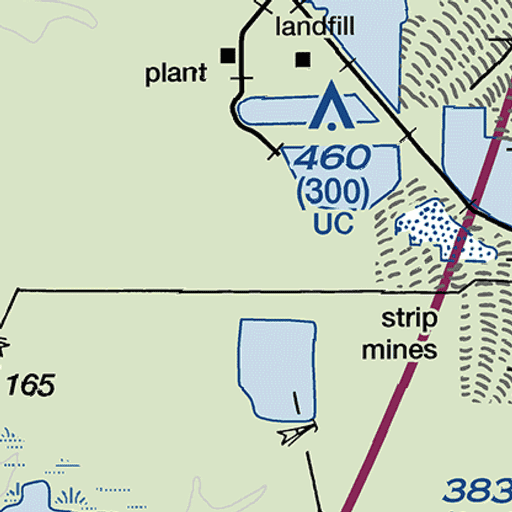 landfill
plant
460
(300)
UC
strip
mines
165
383